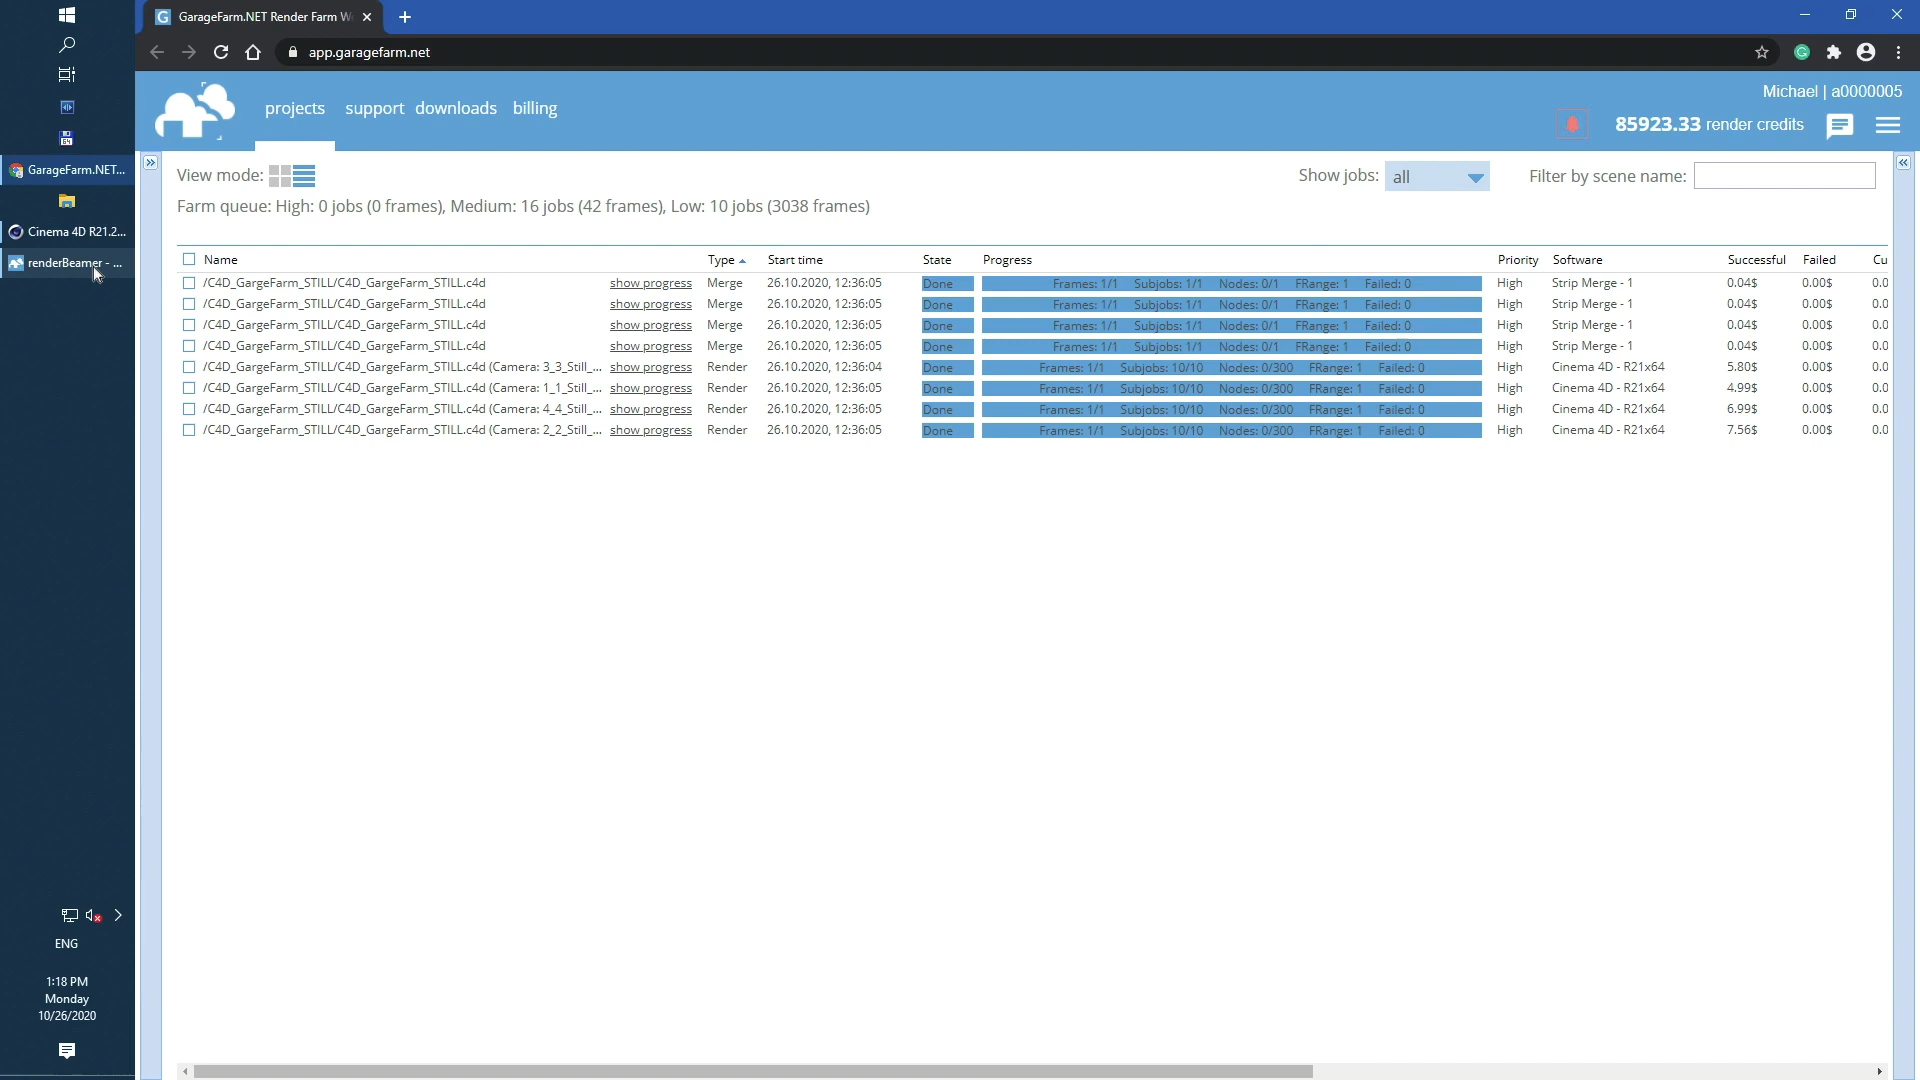 GarageFarm.NET Render Farm W
app.garagefarm.net
projects support downloads billing
Michael | a0000005
85923.33 render credits
GarageFarm.NET...
Cinema 4D R21.2...
renderBeamer - ...
View mode:
Show jobs: all
Filter by scene name:
Farm queue: High: 0 jobs (0 frames), Medium: 16 jobs (42 frames), Low: 10 jobs (3038 frames)
Name Type Start time State Progress Priority Software Successful Failed Cu
/C4D_GargeFarm_STILL/C4D_GargeFarm_STILL.c4d show progress Merge 26.10.2020, 12:36:05 Done Frames: 1/1 Subjobs: 1/1 Nodes: 0/1 FRange: 1 Failed: 0 High Strip Merge - 1 0.04$ 0.00$ 0.0
/C4D_GargeFarm_STILL/C4D_GargeFarm_STILL.c4d show progress Merge 26.10.2020, 12:36:05 Done Frames: 1/1 Subjobs: 1/1 Nodes: 0/1 FRange: 1 Failed: 0 High Strip Merge - 1 0.04$ 0.00$ 0.0
/C4D_GargeFarm_STILL/C4D_GargeFarm_STILL.c4d show progress Merge 26.10.2020, 12:36:05 Done Frames: 1/1 Subjobs: 1/1 Nodes: 0/1 FRange: 1 Failed: 0 High Strip Merge - 1 0.04$ 0.00$ 0.0
/C4D_GargeFarm_STILL/C4D_GargeFarm_STILL.c4d show progress Merge 26.10.2020, 12:36:05 Done Frames: 1/1 Subjobs: 1/1 Nodes: 0/1 FRange: 1 Failed: 0 High Strip Merge - 1 0.04$ 0.00$ 0.0
/C4D_GargeFarm_STILL/C4D_GargeFarm_STILL.c4d (Camera: 3_3_Still_... show progress Render 26.10.2020, 12:36:04 Done Frames: 1/1 Subjobs: 10/10 Nodes: 0/300 FRange: 1 Failed: 0 High Cinema 4D - R21x64 5.80$ 0.00$ 0.0
/C4D_GargeFarm_STILL/C4D_GargeFarm_STILL.c4d (Camera: 1_1_Still_... show progress Render 26.10.2020, 12:36:05 Done Frames: 1/1 Subjobs: 10/10 Nodes: 0/300 FRange: 1 Failed: 0 High Cinema 4D - R21x64 4.99$ 0.00$ 0.0
/C4D_GargeFarm_STILL/C4D_GargeFarm_STILL.c4d (Camera: 4_4_Still_... show progress Render 26.10.2020, 12:36:05 Done Frames: 1/1 Subjobs: 10/10 Nodes: 0/300 FRange: 1 Failed: 0 High Cinema 4D - R21x64 6.99$ 0.00$ 0.0
/C4D_GargeFarm_STILL/C4D_GargeFarm_STILL.c4d (Camera: 2_2_Still_... show progress Render 26.10.2020, 12:36:05 Done Frames: 1/1 Subjobs: 10/10 Nodes: 0/300 FRange: 1 Failed: 0 High Cinema 4D - R21x64 7.56$ 0.00$ 0.0
ENG
1:18 PM
Monday
10/26/2020